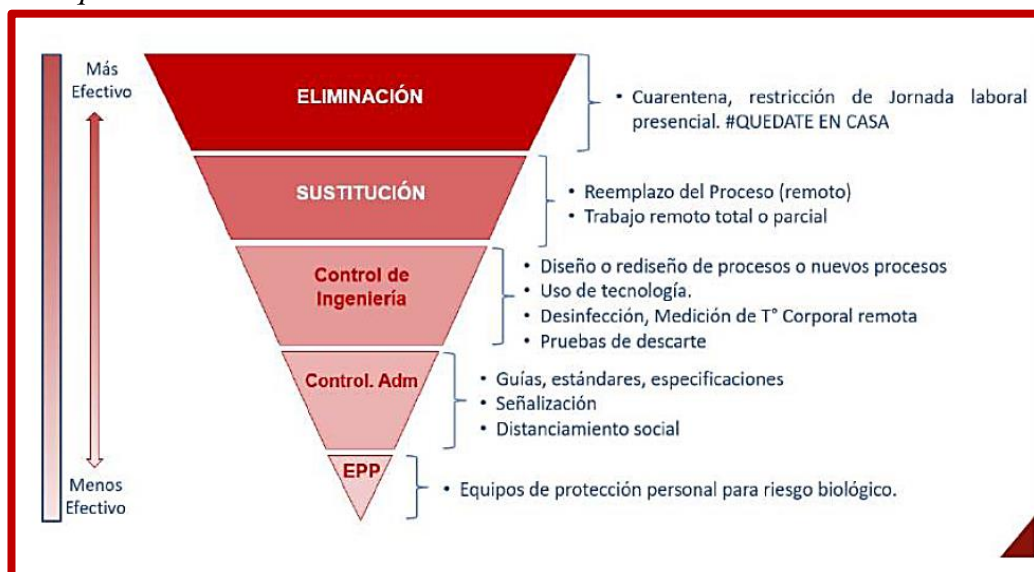 Más
Efectivo
ELIMINACIÓN
• Cuarentena, restricción de Jornada laboral
presencial. #QUEDATE EN CASA
SUSTITUCIÓN
• Reemplazo del Proceso (remoto)
• Trabajo remoto total o parcial
Control de
Ingeniería
• Diseño o rediseño de procesos o nuevos procesos
• Uso de tecnología.
• Desinfección, Medición de T° Corporal remota
• Pruebas de descarte
Control. Adm
• Guías, estándares, especificaciones
• Señalización
• Distanciamiento social
EPP
• Equipos de protección personal para riesgo biológico.
Menos
Efectivo